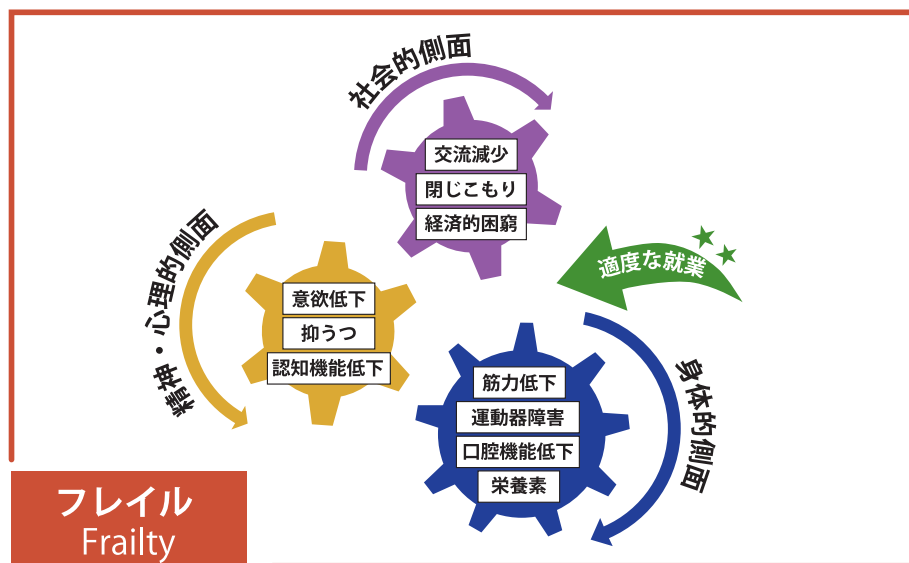 社会的側面
交流減少
閉じこもり
経済的困窮
適度な就業
精神・心理的側面
意欲低下
抑うつ
認知機能低下
身体的側面
筋力低下
運動器障害
口腔機能低下
栄養素
フレイル
Frailty